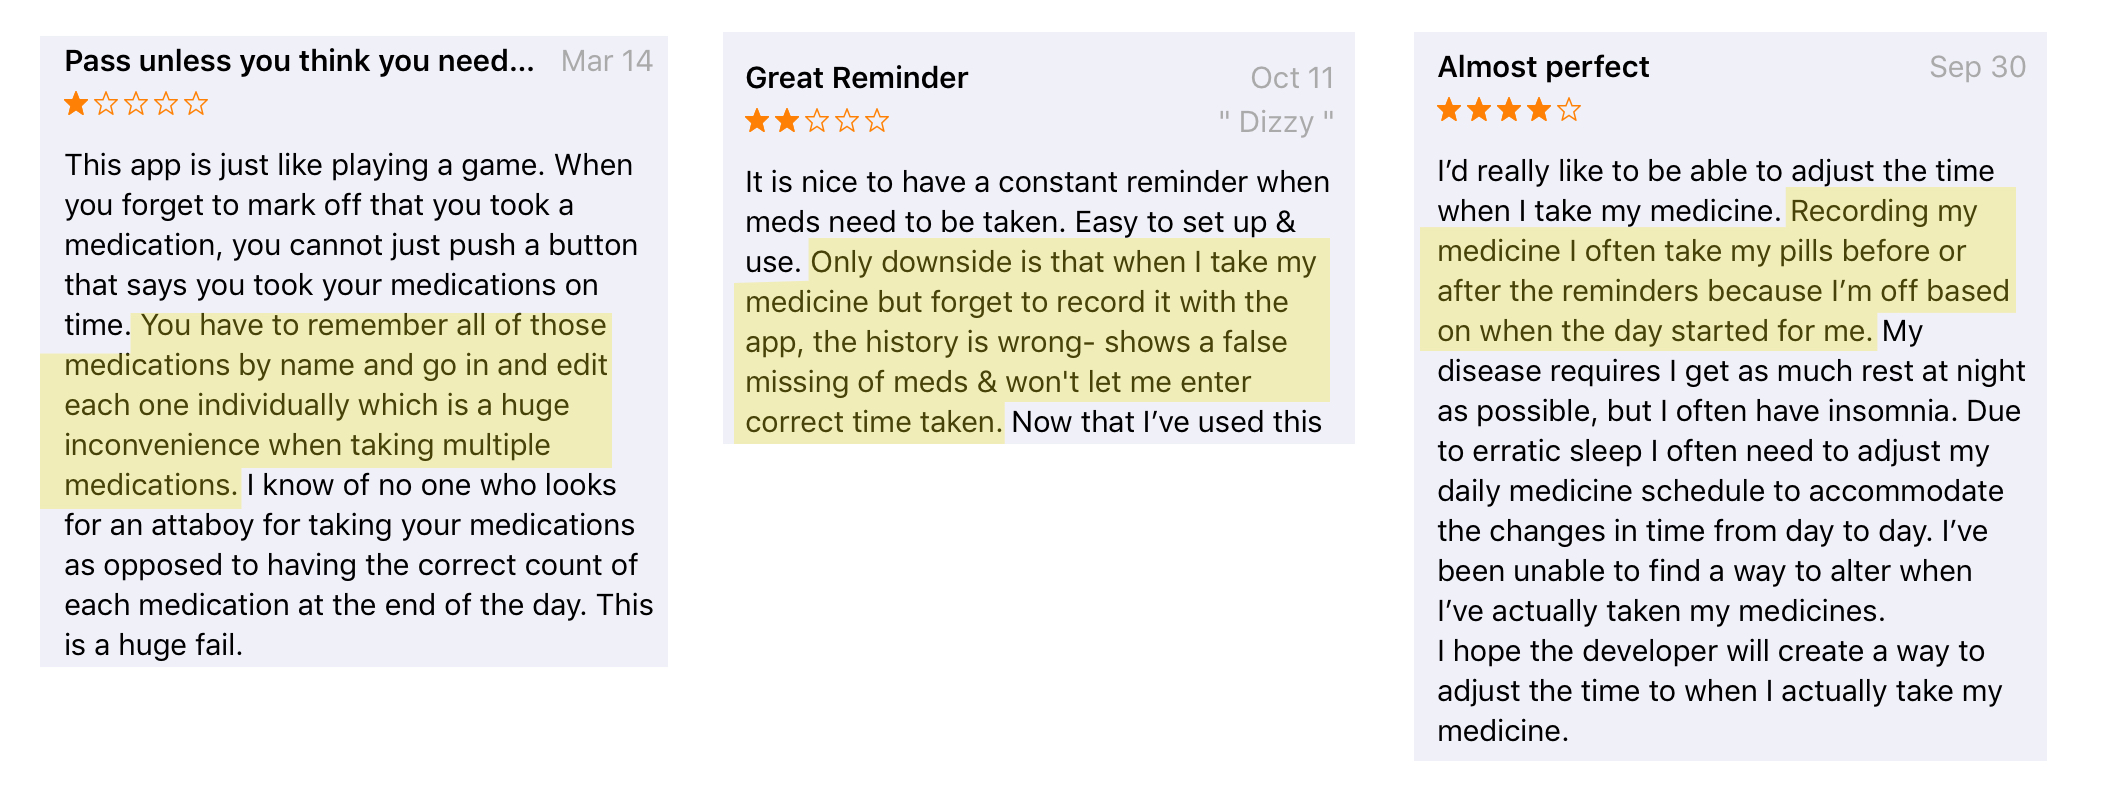 Pass unless you think you need... Mar 14
This app is just like playing a game. When
you forget to mark off that you took a
medication, you cannot just push a button
that says you took your medications on
time. You have to remember all of those
medications by name and go in and edit
each one individually which is a huge
inconvenience when taking multiple
medications. I know of no one who looks
for an attaboy for taking your medications
as opposed to having the correct count of
each medication at the end of the day. This
is a huge fail.
Great Reminder Oct 11
" Dizzy "
It is nice to have a constant reminder when
meds need to be taken. Easy to set up &
use. Only downside is that when I take my
medicine but forget to record it with the
app, the history is wrong- shows a false
missing of meds & won't let me enter
correct time taken. Now that I’ve used this
Almost perfect Sep 30
I’d really like to be able to adjust the time
when I take my medicine. Recording my
medicine I often take my pills before or
after the reminders because I’m off based
on when the day started for me. My
disease requires I get as much rest at night
as possible, but I often have insomnia. Due
to erratic sleep I often need to adjust my
daily medicine schedule to accommodate
the changes in time from day to day. I’ve
been unable to find a way to alter when
I’ve actually taken my medicines.
I hope the developer will create a way to
adjust the time to when I actually take my
medicine.